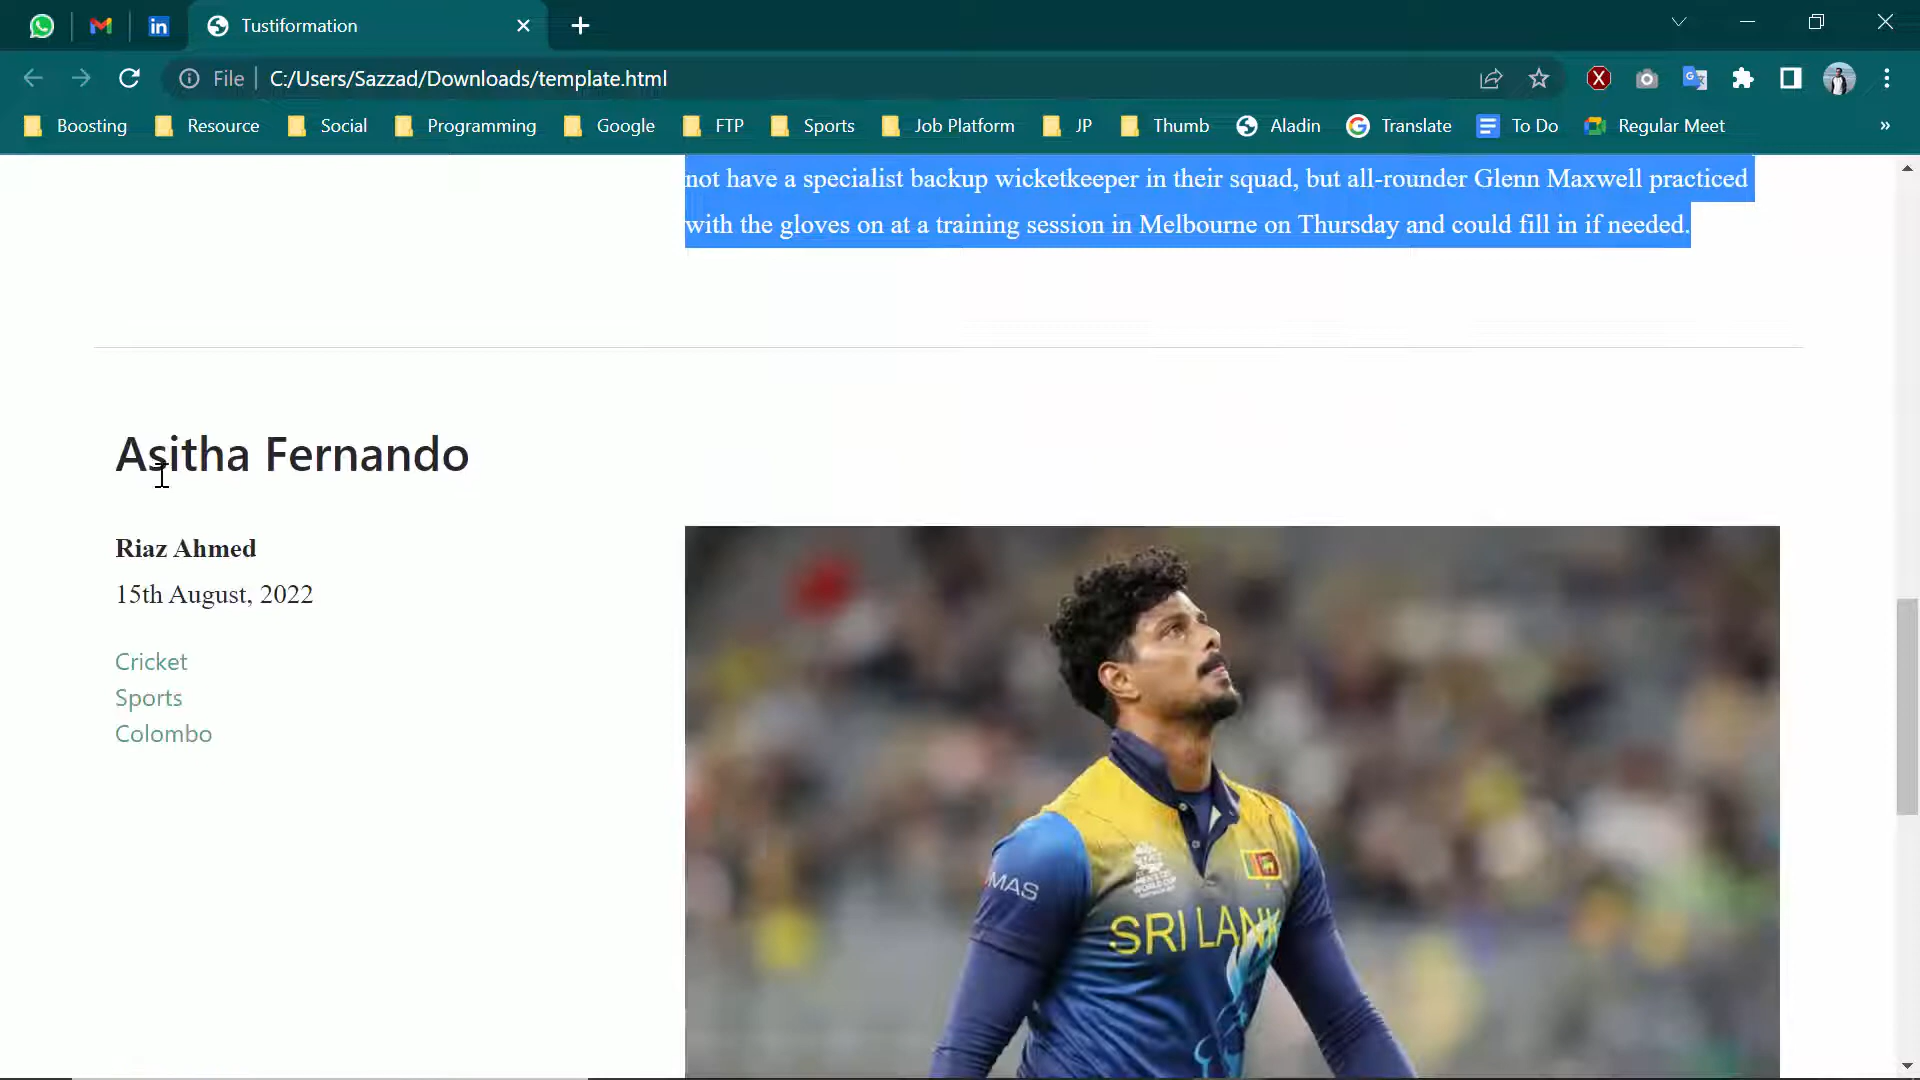 Tustiformation
File
C:/Users/Sazzad/Downloads/template.html
Boosting Resource Social Programming Google FTP Sports Job Platform JP Thumb Aladin Translate To Do Regular Meet »
not have a specialist backup wicketkeeper in their squad, but all-rounder Glenn Maxwell practiced
with the gloves on at a training session in Melbourne on Thursday and could fill in if needed.
Asitha Fernando
Riaz Ahmed
15th August, 2022
Cricket
Sports
Colombo
MAS
SRI LANK